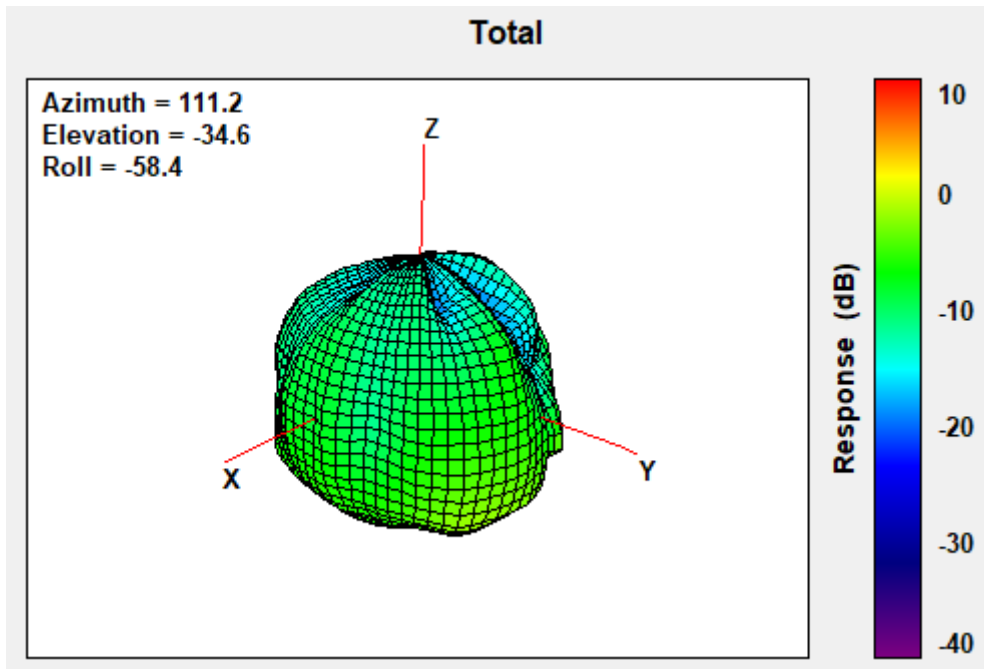 Total
Azimuth = 111.2
Elevation = -34.6
Roll = -58.4
Z
X
Y
10
0
-10
-20
-30
-40
Response (dB)